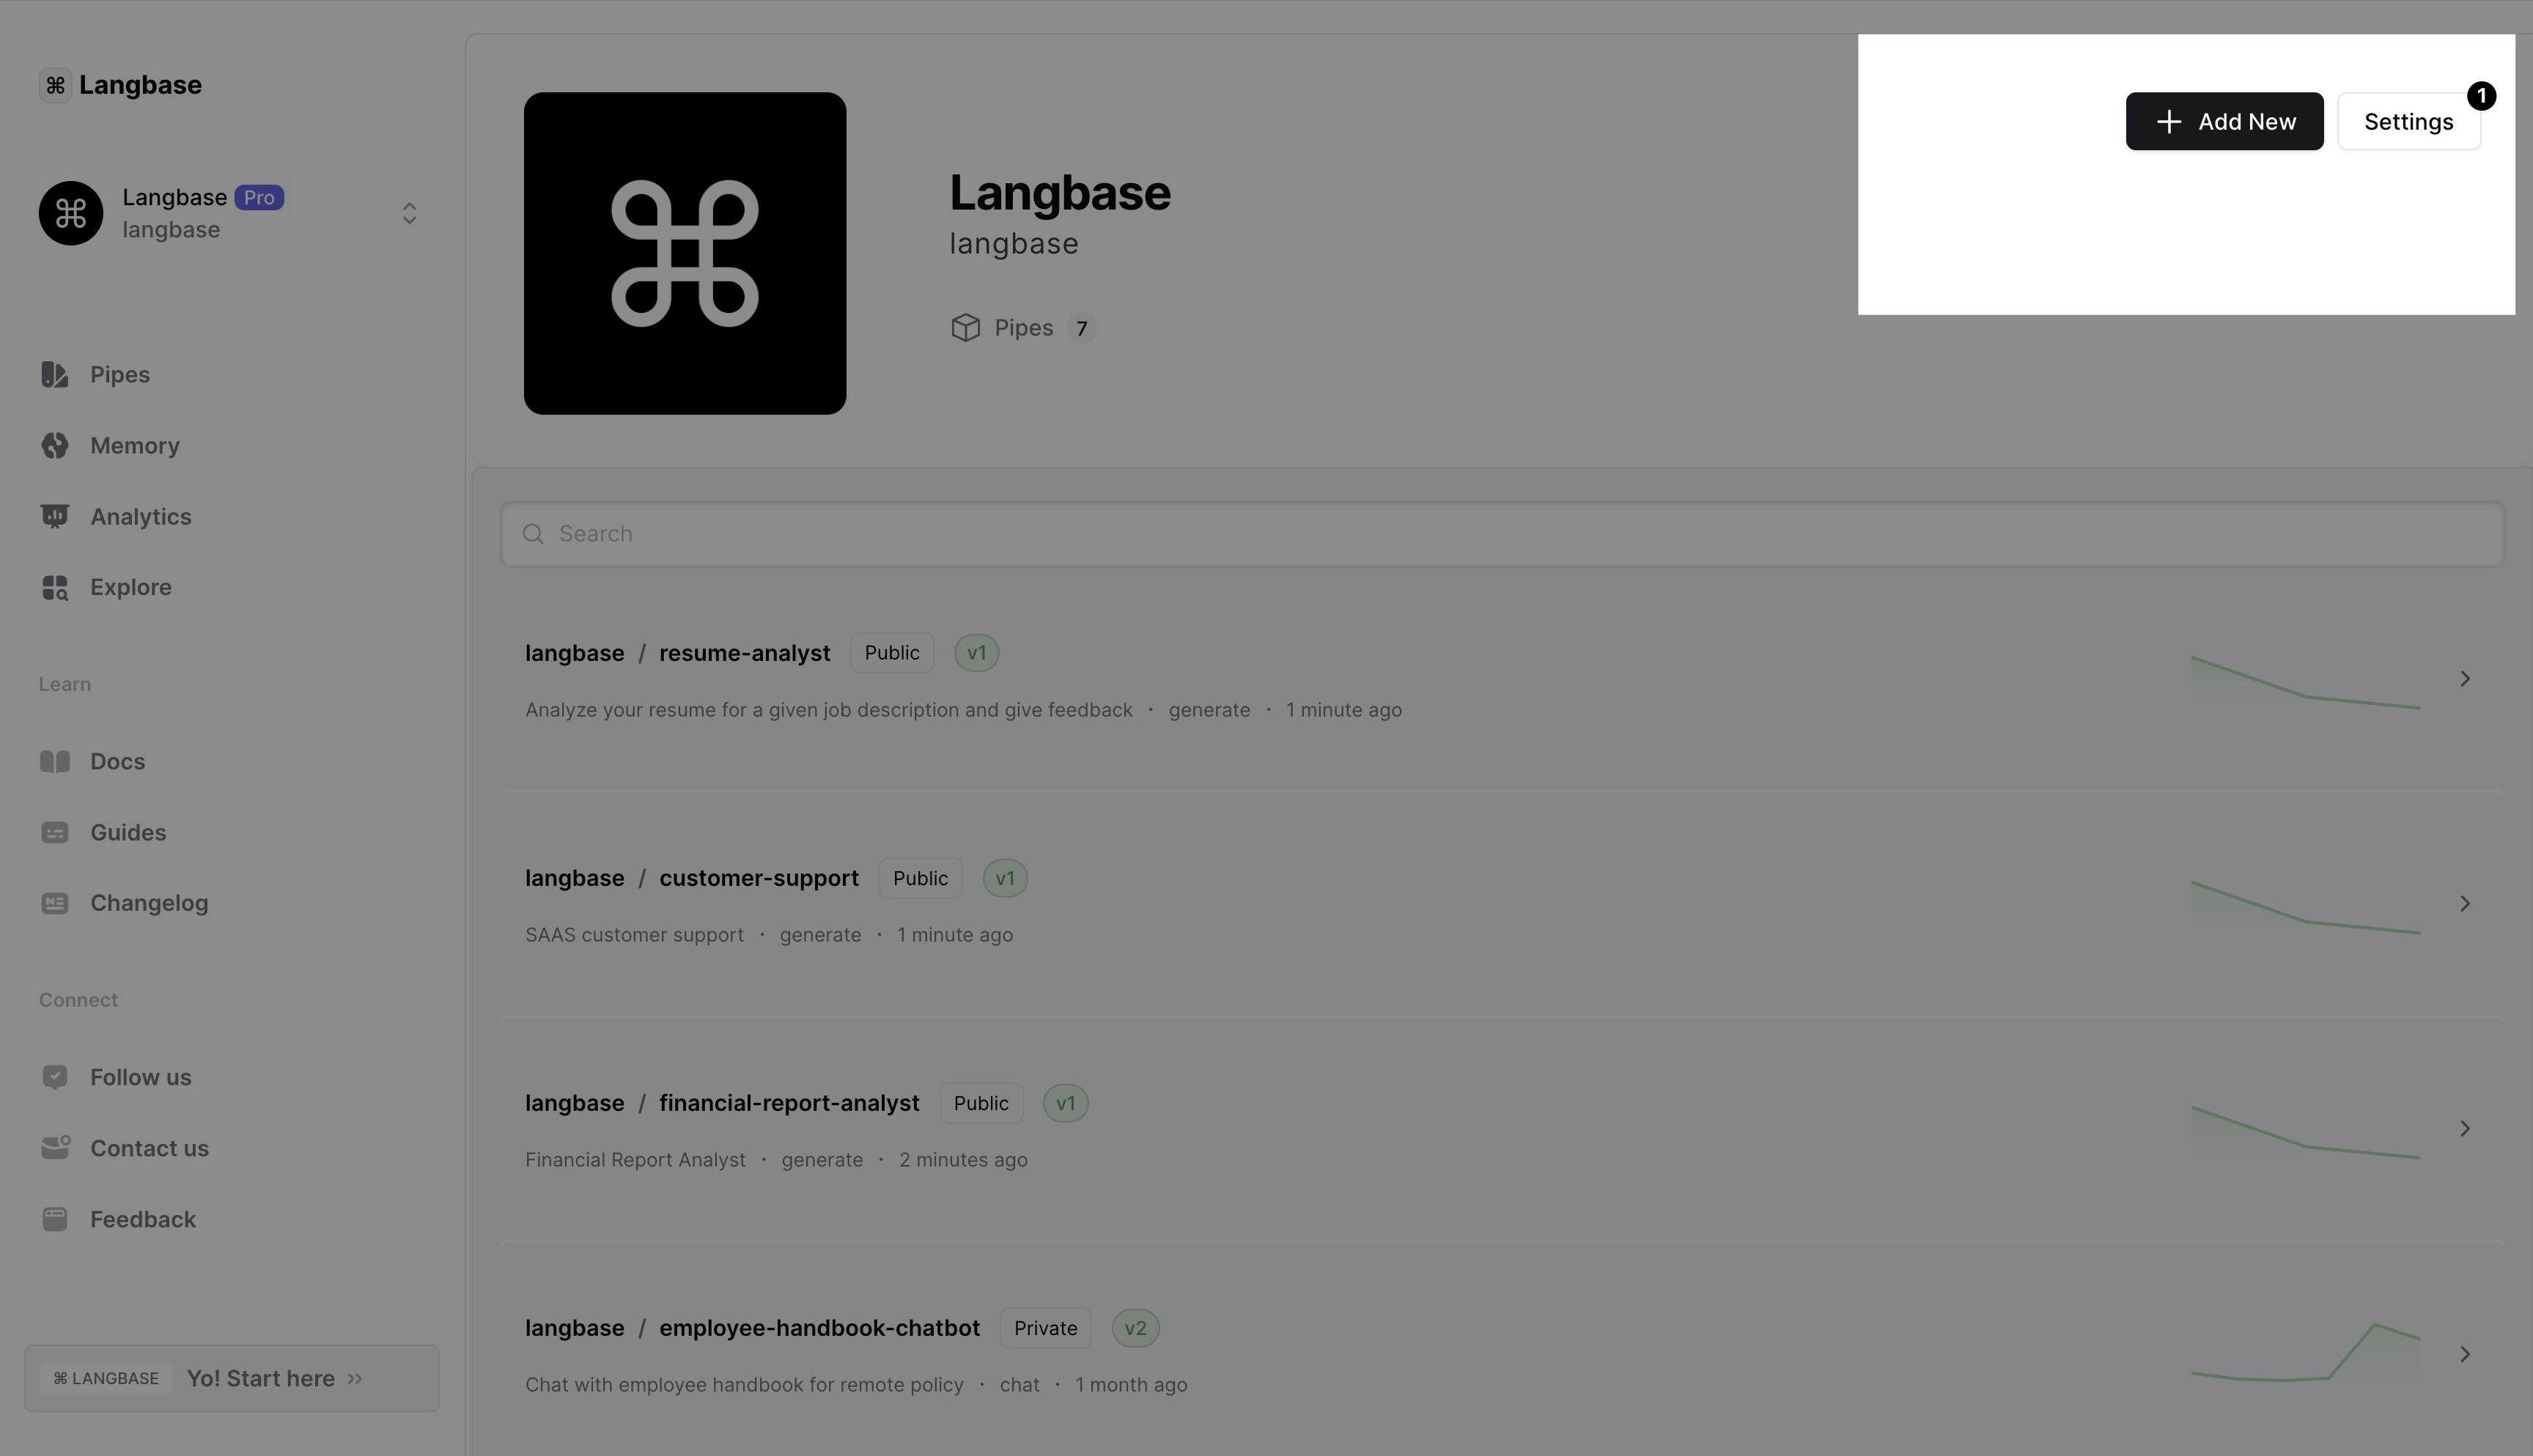 ⌘ Langbase
Langbase Pro
langbase
Pipes
Memory
Analytics
Explore
Learn
Docs
Guides
Changelog
Connect
Follow us
Contact us
Feedback
⌘ LANGBASE Yo! Start here »
Langbase
langbase
Pipes 7
+ Add New Settings 1
Search
langbase / resume-analyst Public v1
Analyze your resume for a given job description and give feedback · generate · 1 minute ago
langbase / customer-support Public v1
SAAS customer support · generate · 1 minute ago
langbase / financial-report-analyst Public v1
Financial Report Analyst · generate · 2 minutes ago
langbase / employee-handbook-chatbot Private v2
Chat with employee handbook for remote policy · chat · 1 month ago